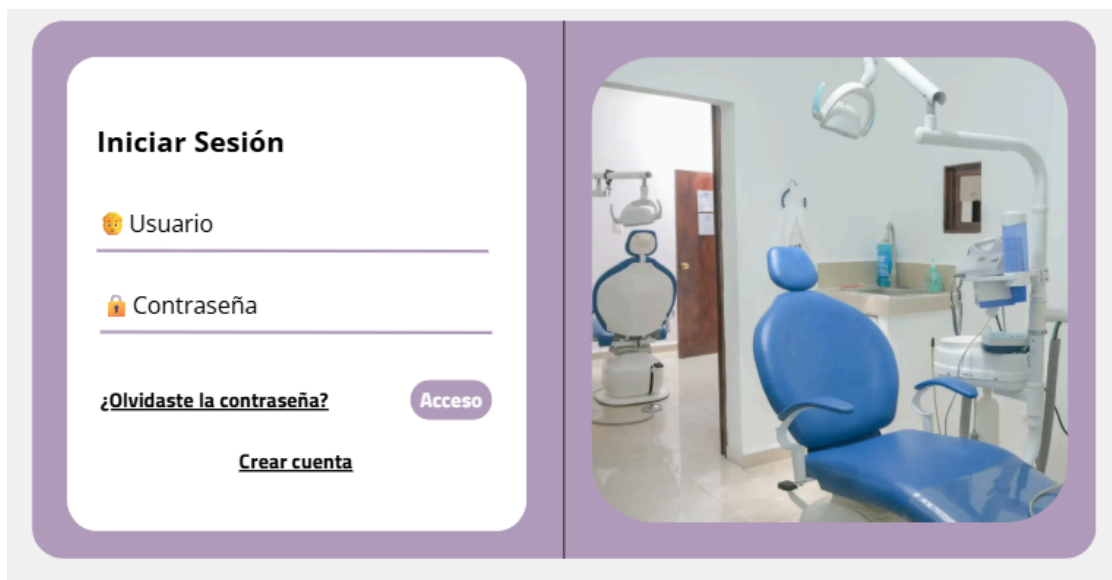 Iniciar Sesión
Usuario
Contraseña
¿Olvidaste la contraseña?
Acceso
Crear cuenta